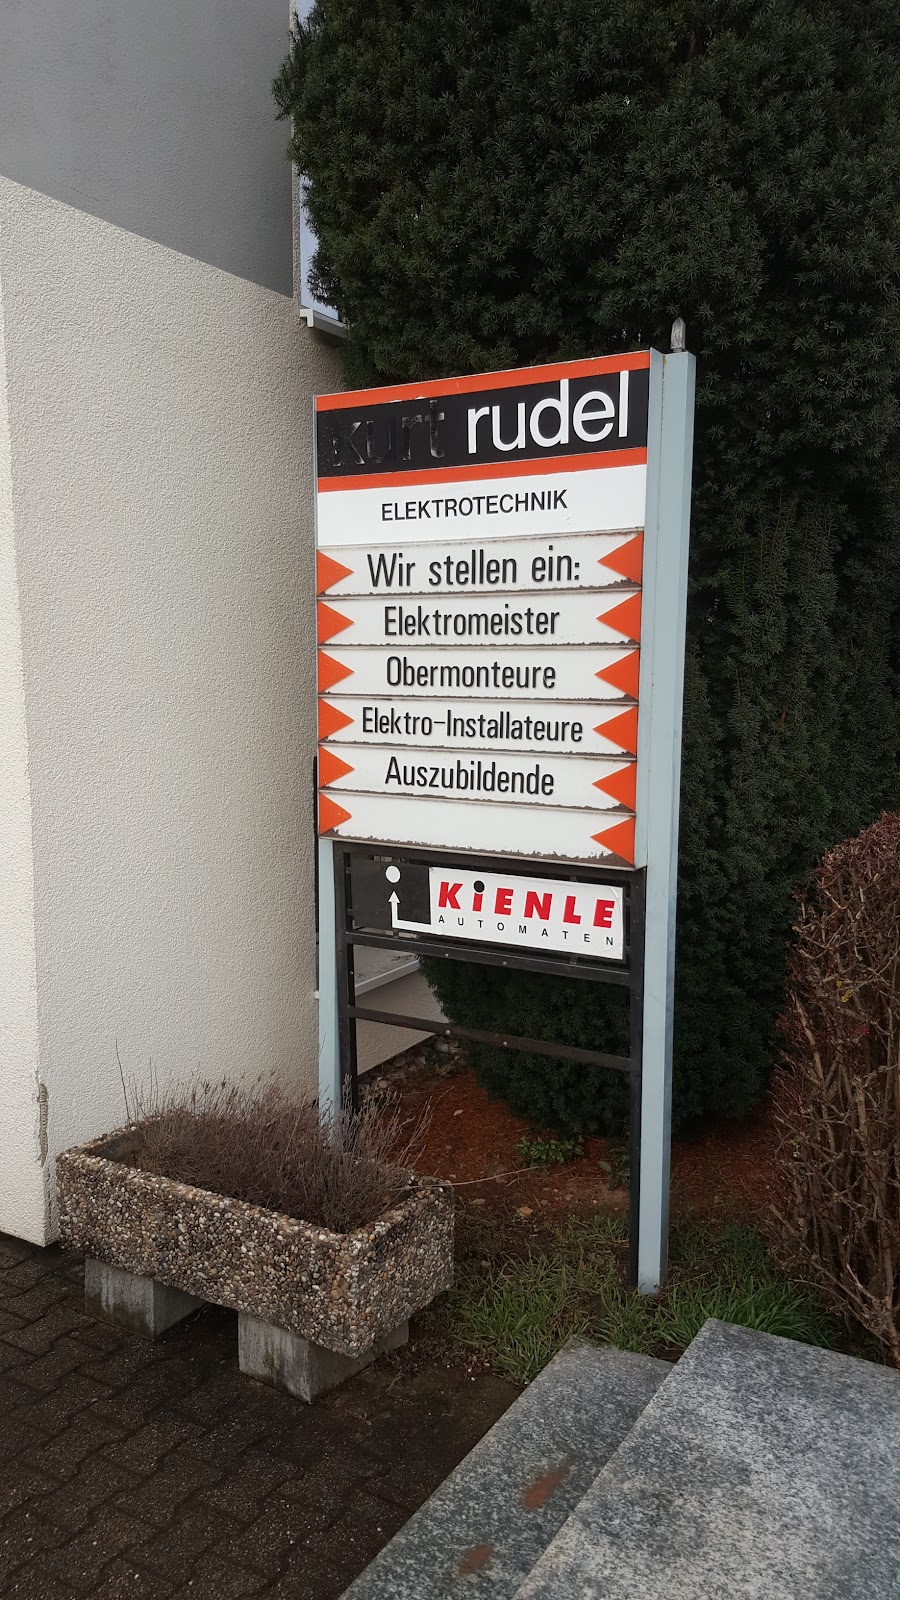 kurt rudel
ELEKTROTECHNIK
Wir stellen ein:
Elektromeister
Obermonteure
Elektro-Installateure
Auszubildende
KiENLE
AUTOMATEN